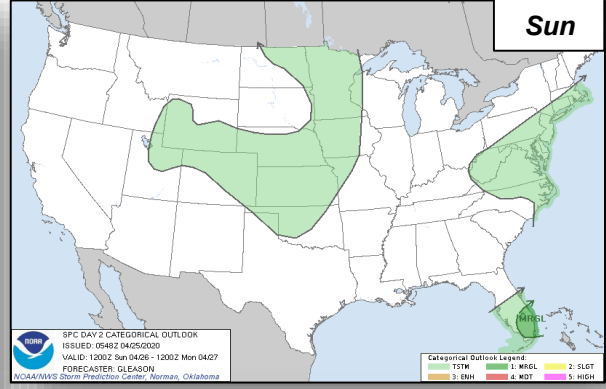 Sun
MRGL
NOAA
SPC DAY 2 CATEGORICAL OUTLOOK
ISSUED: 0548Z 04/25/2020
VALID: 1200Z Sun 04/26 - 1200Z Mon 04/27
FORECASTER: GLEASON
NOAA/NWS Storm Prediction Center, Norman, Oklahoma
Categorical Outlook Legend:
TSTM 1: MRGL 2: SLGT
3: ENH 4: MDT 5: HIGH